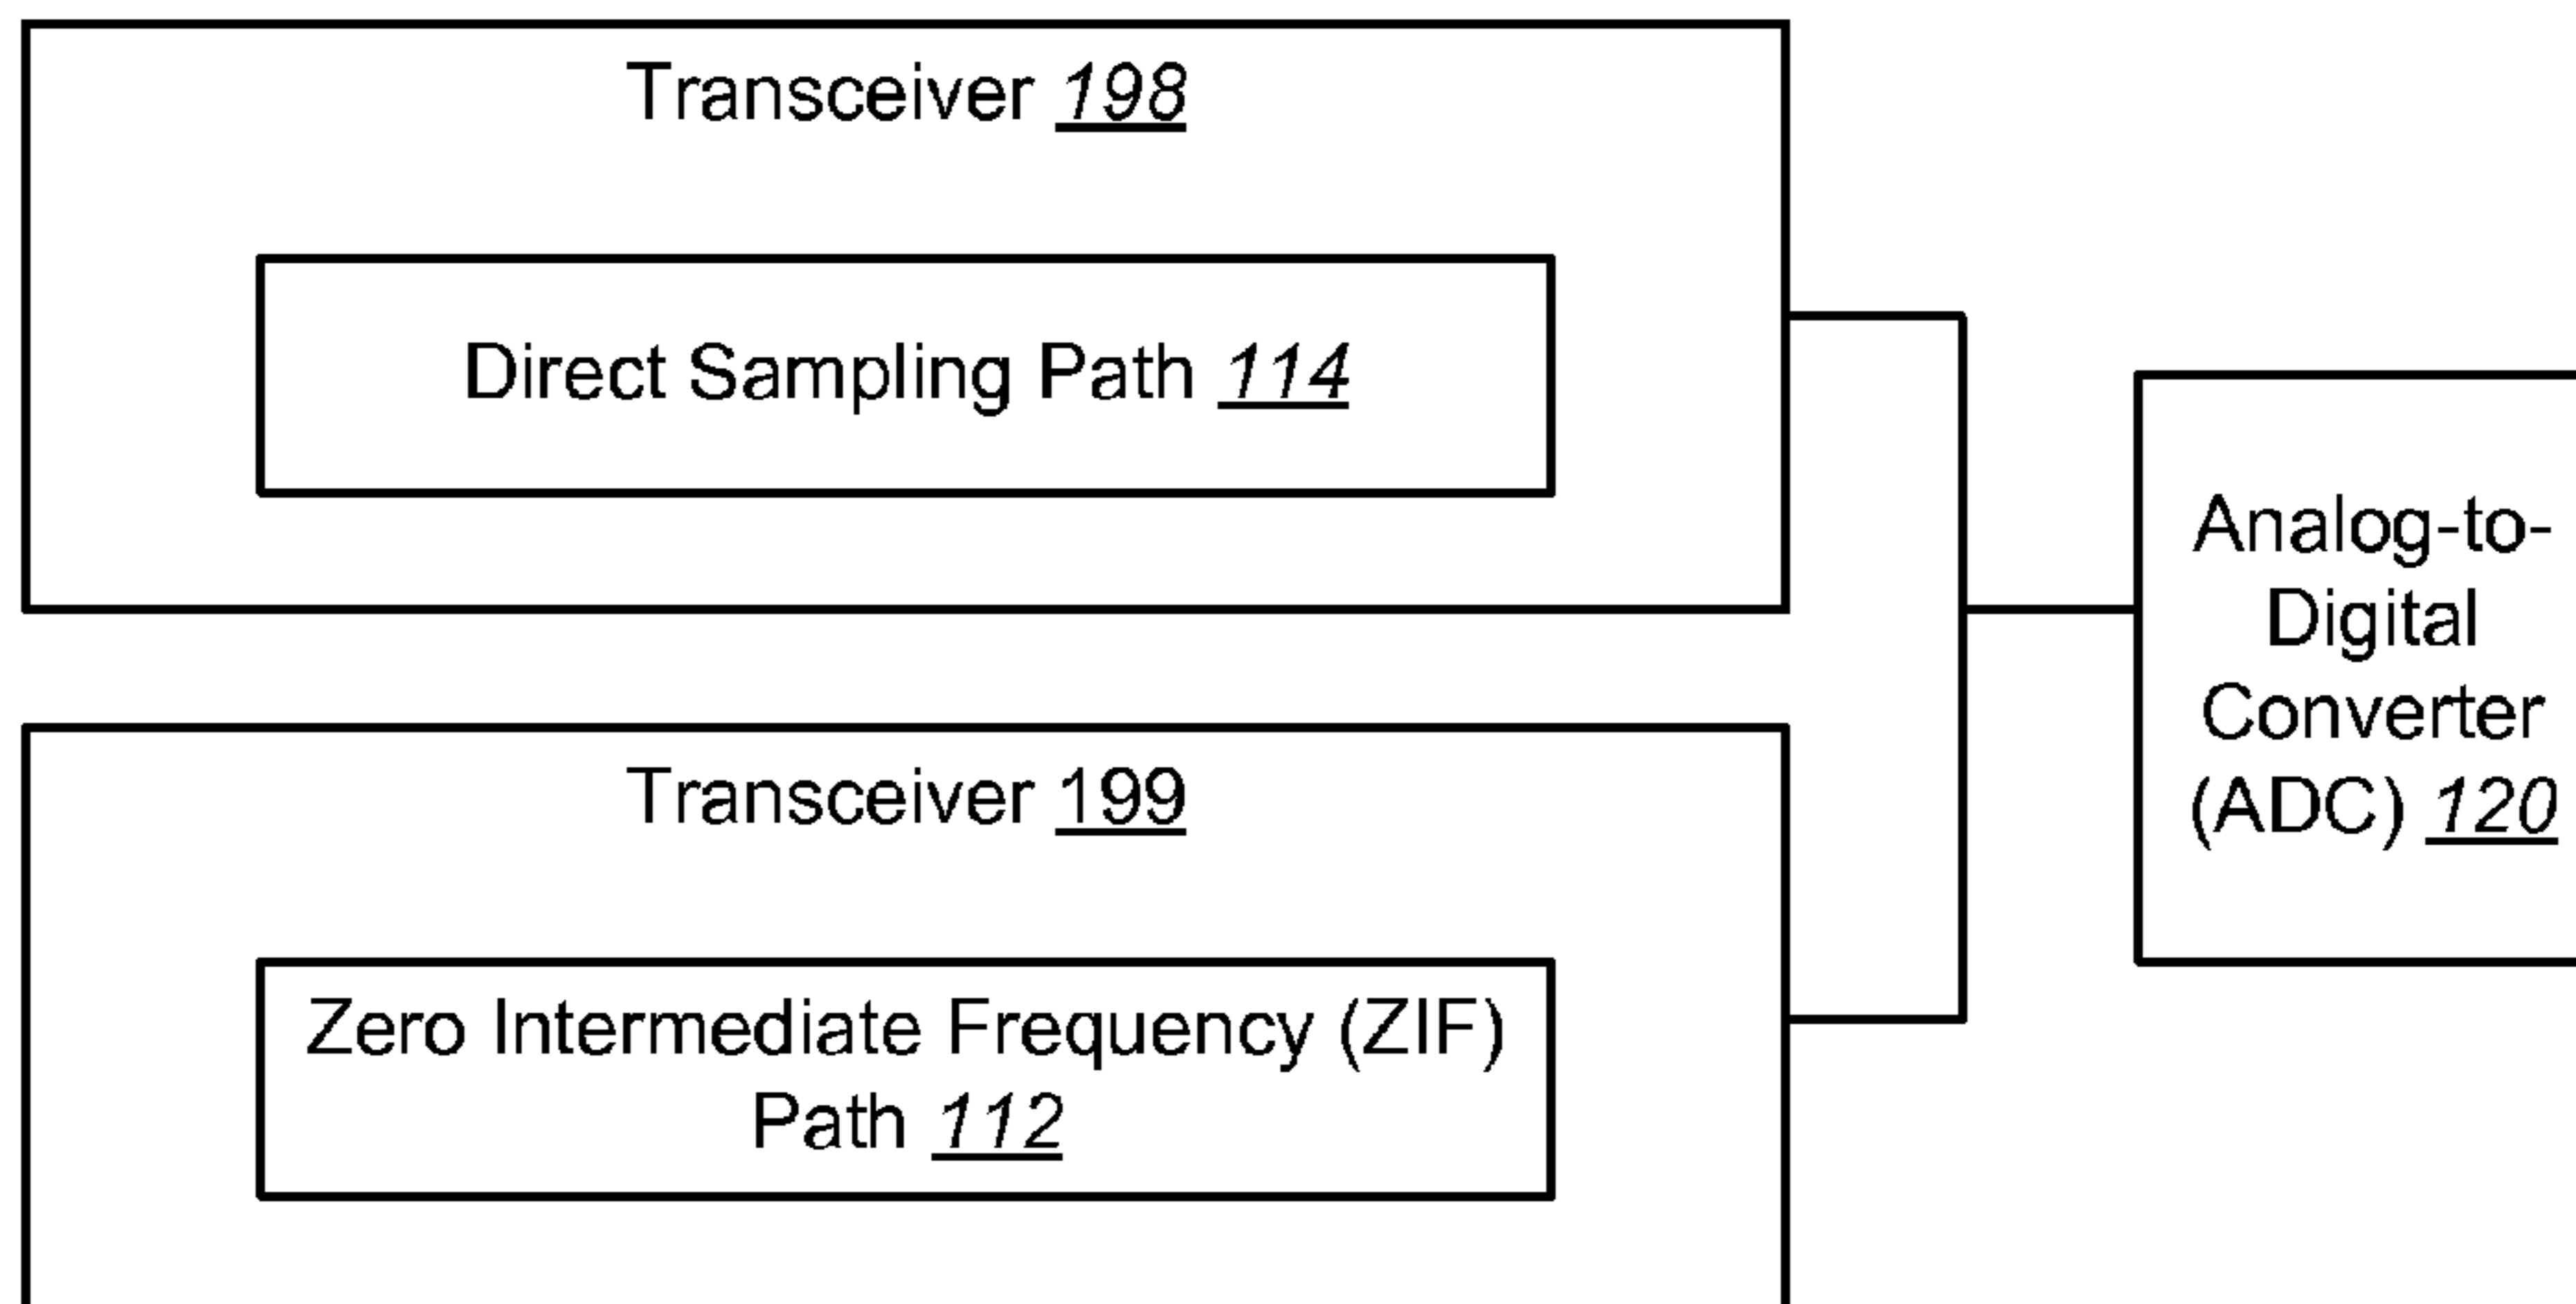 Transceiver 198
Direct Sampling Path 114
Transceiver 199
Zero Intermediate Frequency (ZIF)
Path 112
Analog-to-
Digital
Converter
(ADC) 120